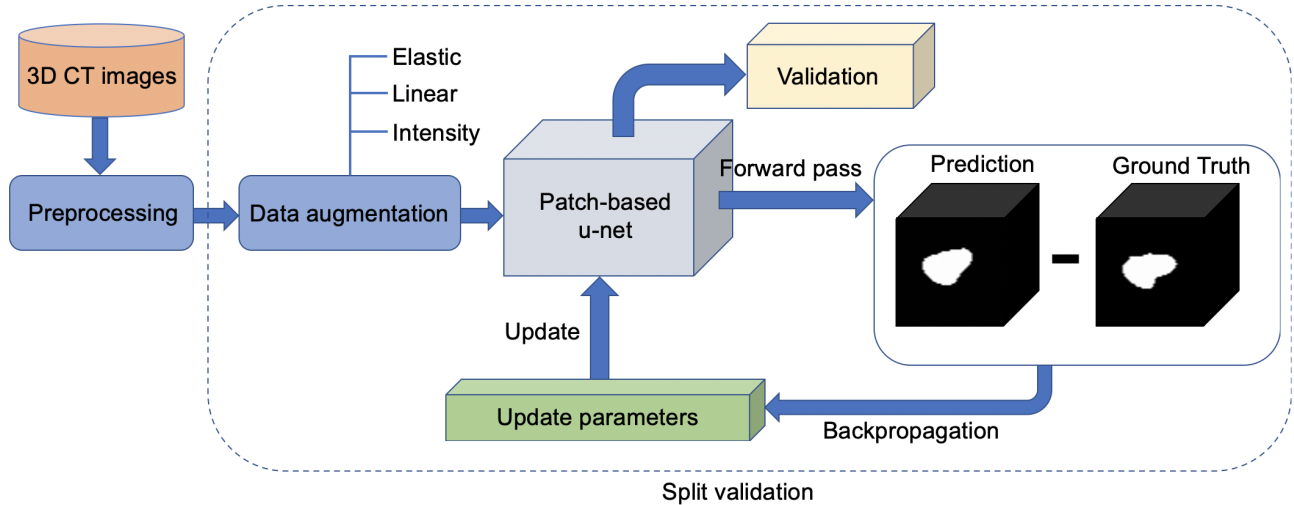 3D CT images
Preprocessing
Elastic
Linear
Intensity
Data augmentation
Patch-based
u-net
Validation
Forward pass
Prediction
Ground Truth
Backpropagation
Update parameters
Update
Split validation